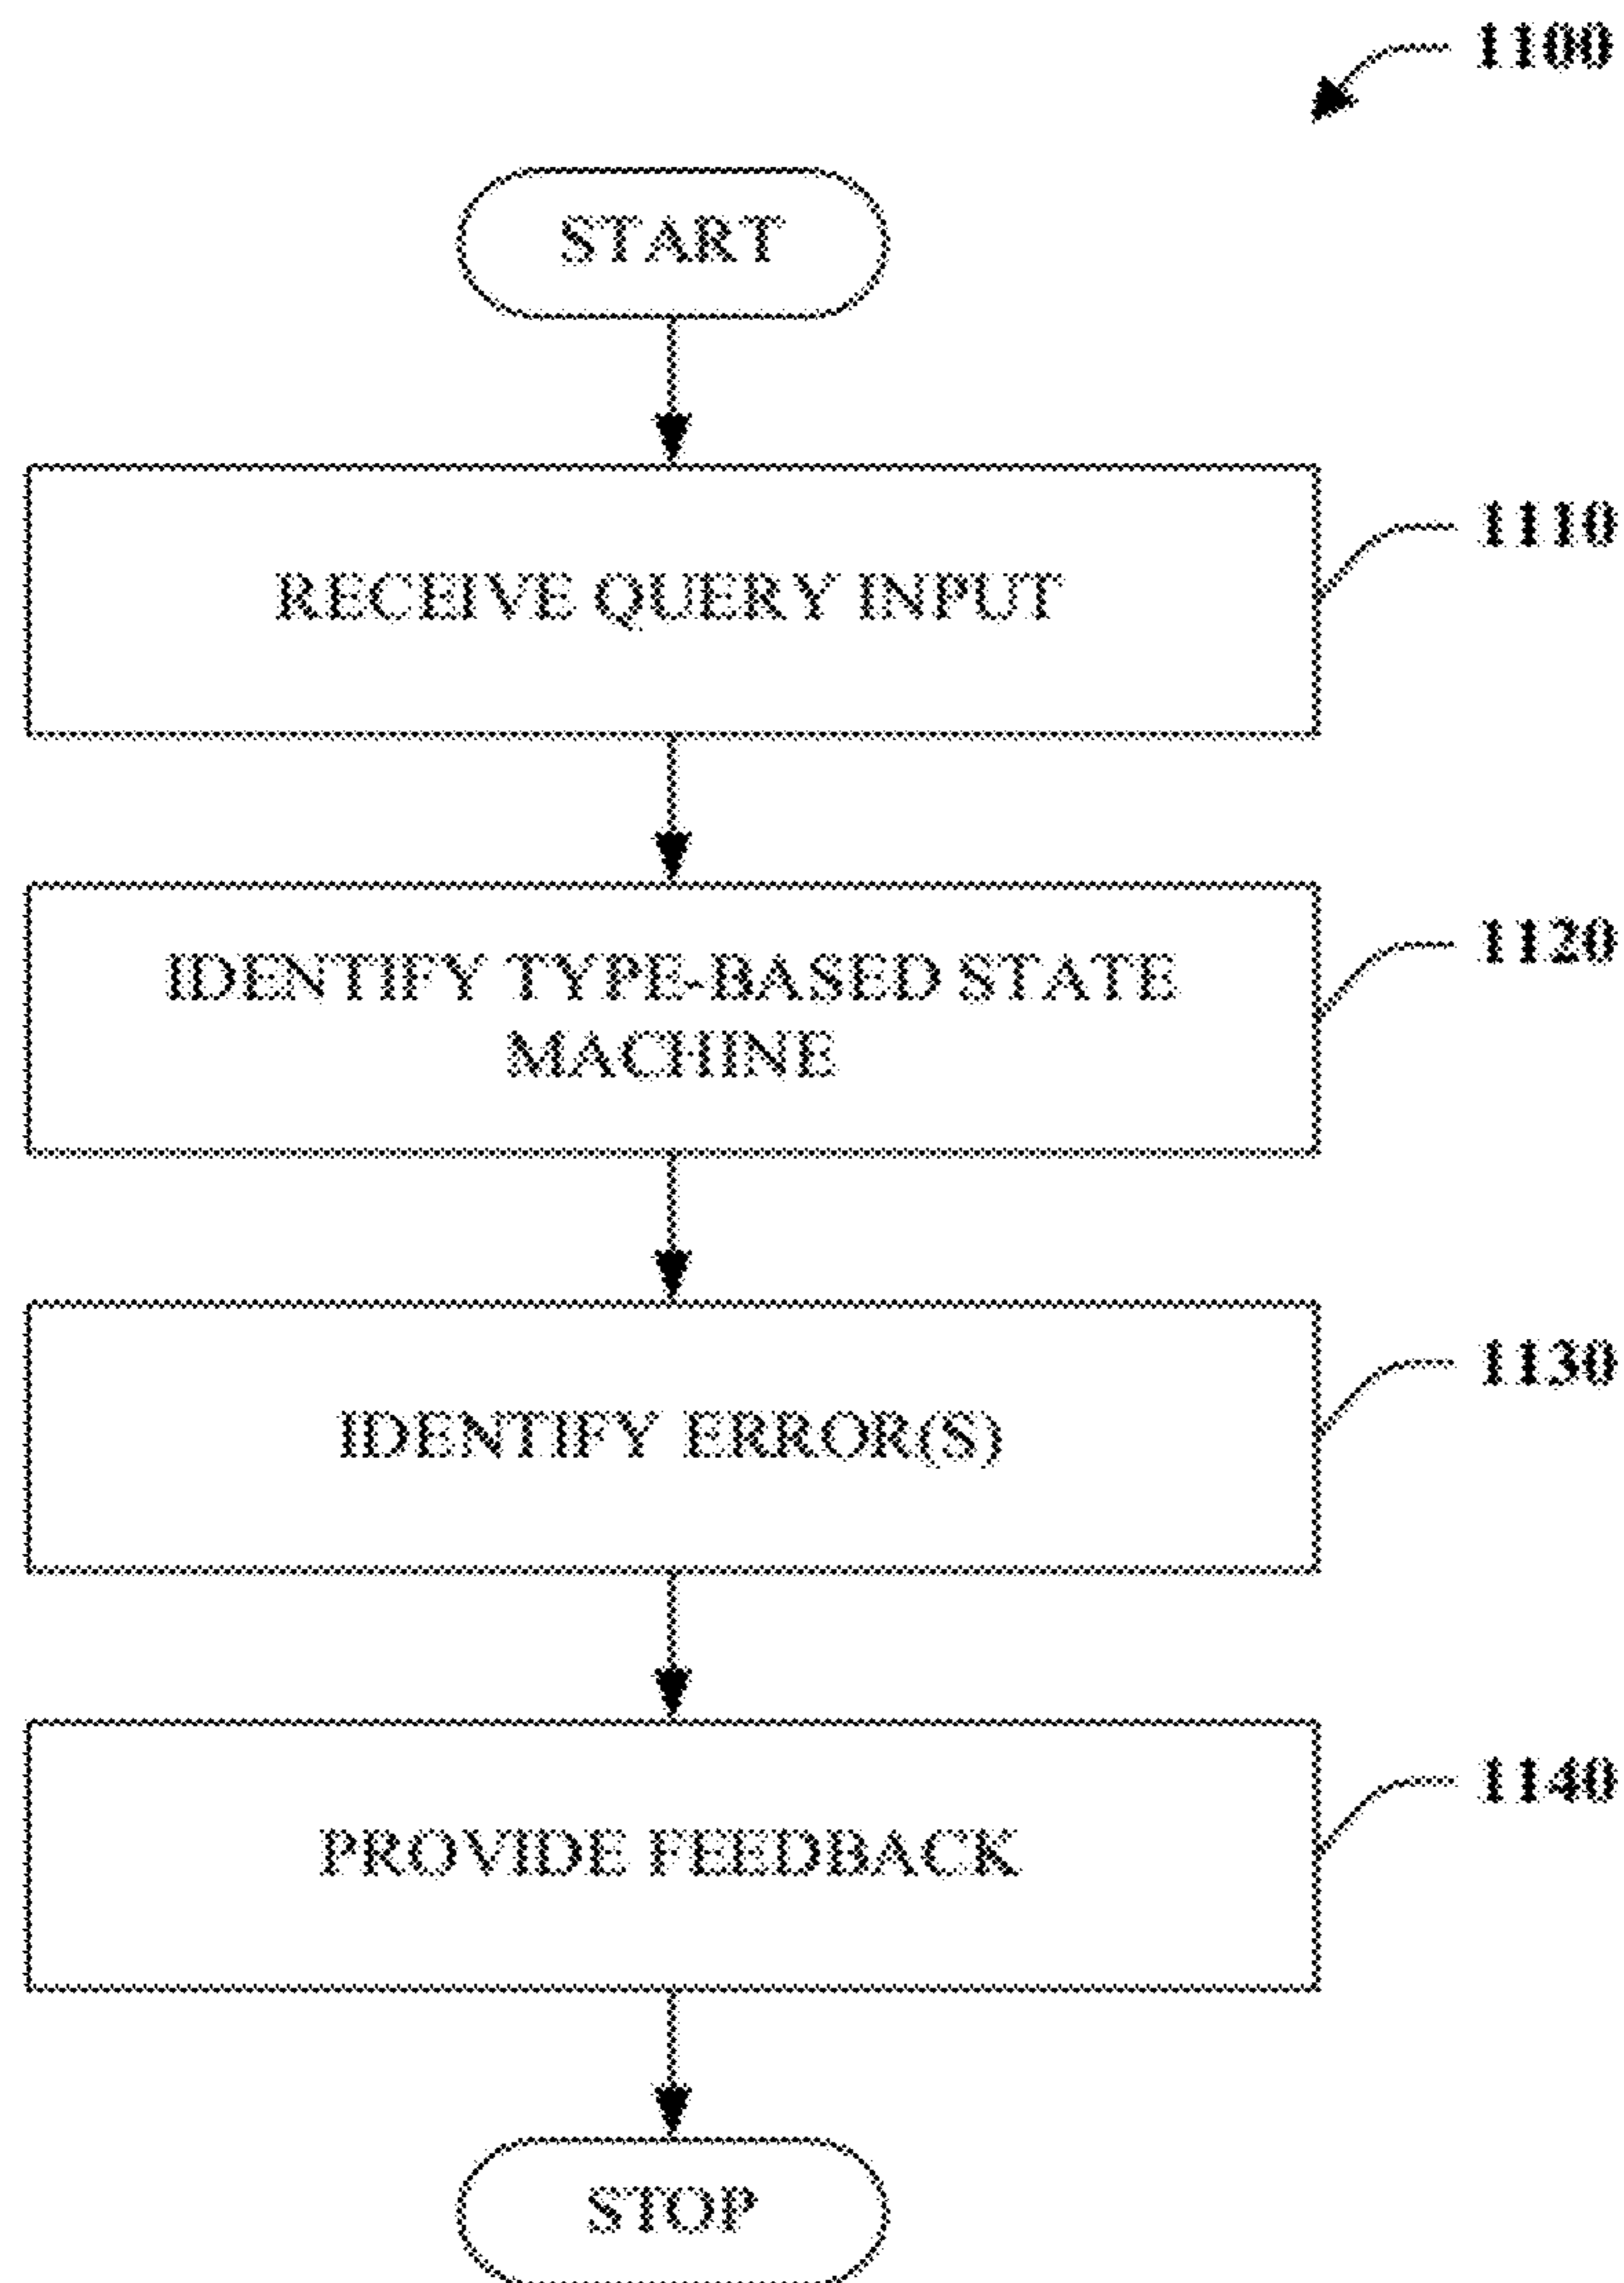 1100
START
RECEIVE QUERY INPUT
1110
IDENTIFY TYPE-BASED STATE
MACHINE
1120
IDENTIFY ERROR(S)
1130
PROVIDE FEEDBACK
1140
STOP